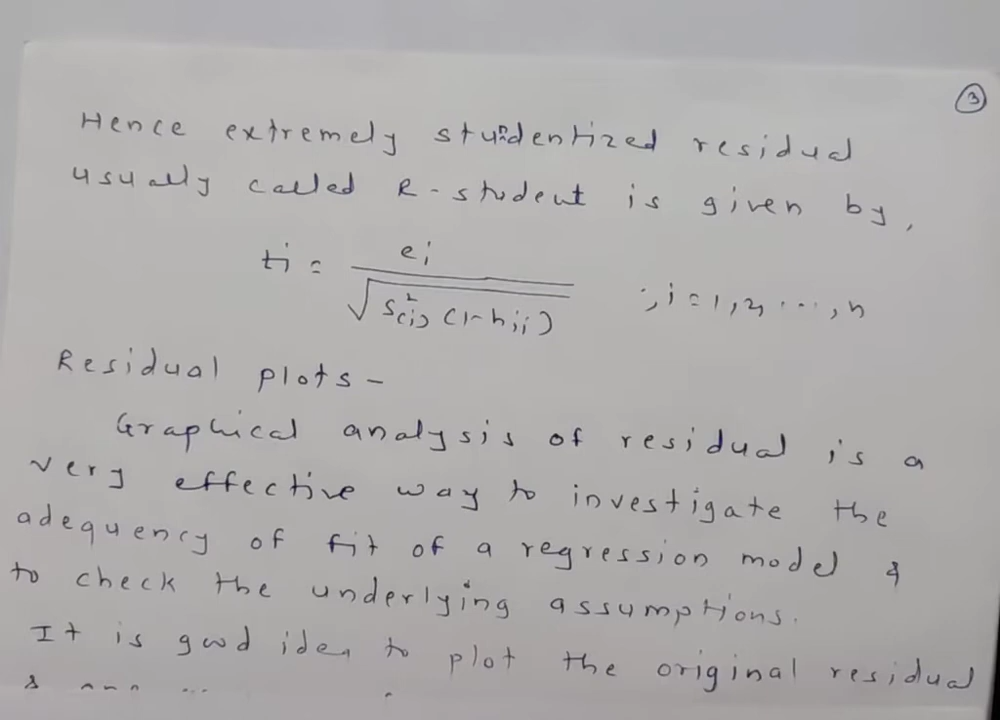 3
Hence extremely studentized residual
usually called R-student is given by,
ti = ei / √(S²(i) (1-hii)) ; i = 1, 2, ..., n
Residual plots -
Graphical analysis of residual is a
very effective way to investigate the
adequency of fit of a regression model &
to check the underlying assumptions.
It is good idea to plot the original residual
&